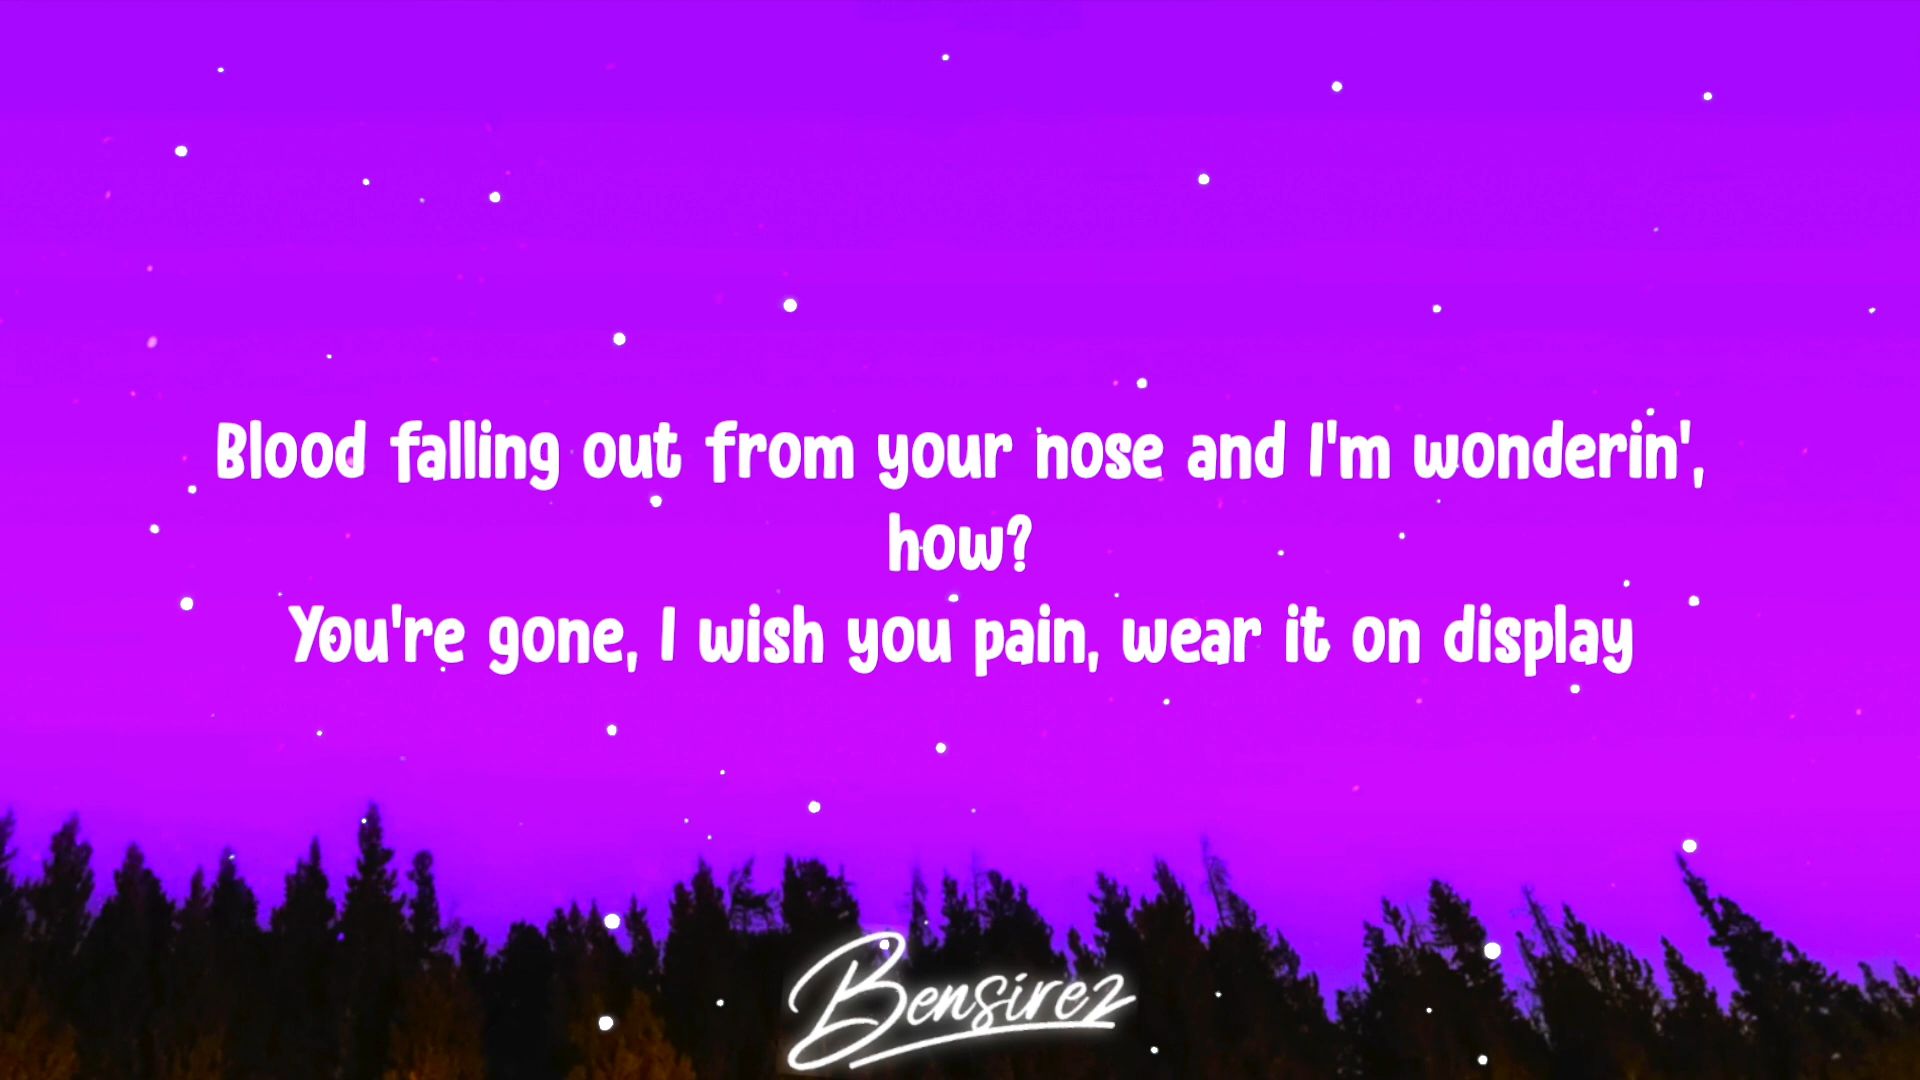 Blood falling out from your nose and I'm wonderin',
how?
You're gone, I wish you pain, wear it on display
Bensirez